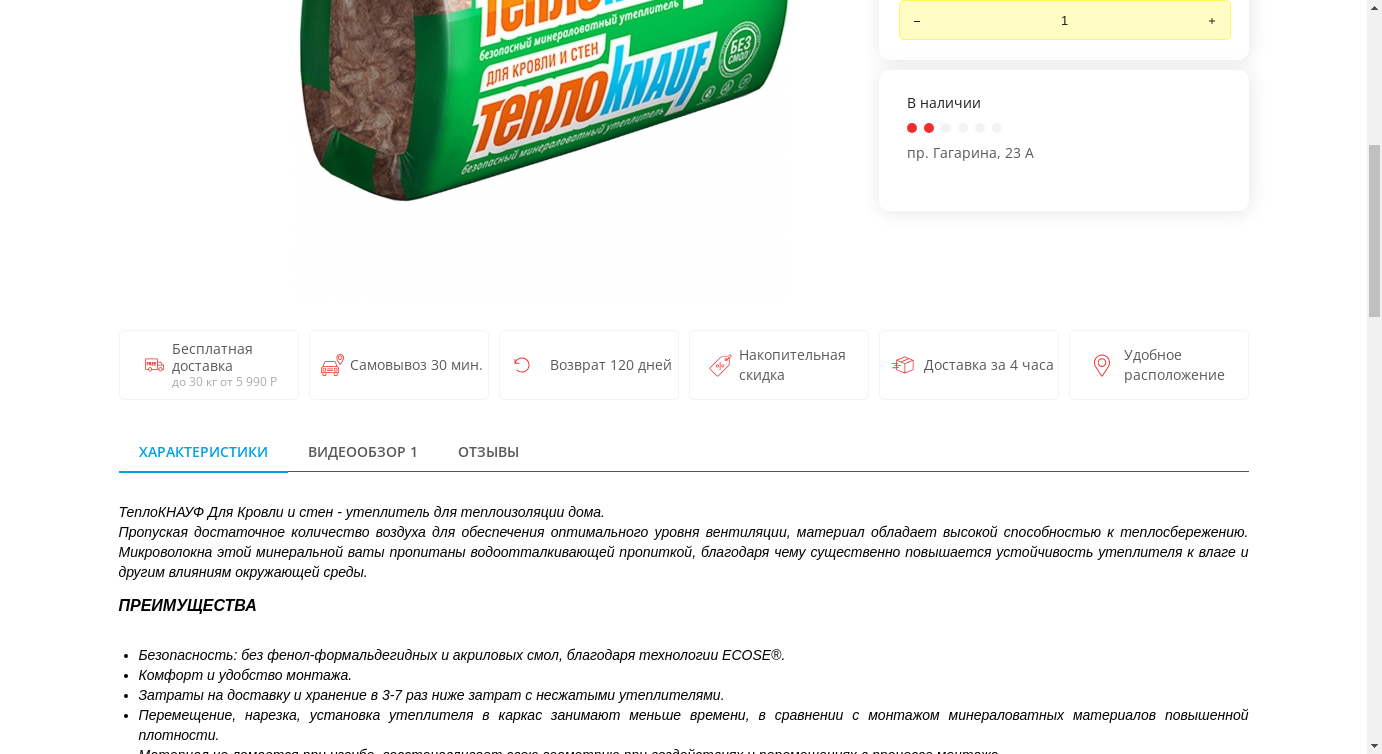 ТЕПЛО
безопасный минераловатный утеплитель
ДЛЯ КРОВЛИ И СТЕН
ТЕПЛОKNAUF
безопасный минераловатный утеплитель
БЕЗ
СМОЛ
−
1
+
В наличии
пр. Гагарина, 23 А
Бесплатная
доставка
до 30 кг от 5 990 Р
Самовывоз 30 мин.
Возврат 120 дней
Накопительная
скидка
Доставка за 4 часа
Удобное
расположение
ХАРАКТЕРИСТИКИ
ВИДЕООБЗОР 1
ОТЗЫВЫ
ТеплоКНАУФ Для Кровли и стен - утеплитель для теплоизоляции дома.
Пропуская достаточное количество воздуха для обеспечения оптимального уровня вентиляции, материал обладает высокой способностью к теплосбережению.
Микроволокна этой минеральной ваты пропитаны водоотталкивающей пропиткой, благодаря чему существенно повышается устойчивость утеплителя к влаге и
другим влияниям окружающей среды.
ПРЕИМУЩЕСТВА
• Безопасность: без фенол-формальдегидных и акриловых смол, благодаря технологии ECOSE®.
• Комфорт и удобство монтажа.
• Затраты на доставку и хранение в 3-7 раз ниже затрат с несжатыми утеплителями.
• Перемещение, нарезка, установка утеплителя в каркас занимают меньше времени, в сравнении с монтажом минераловатных материалов повышенной
плотности.